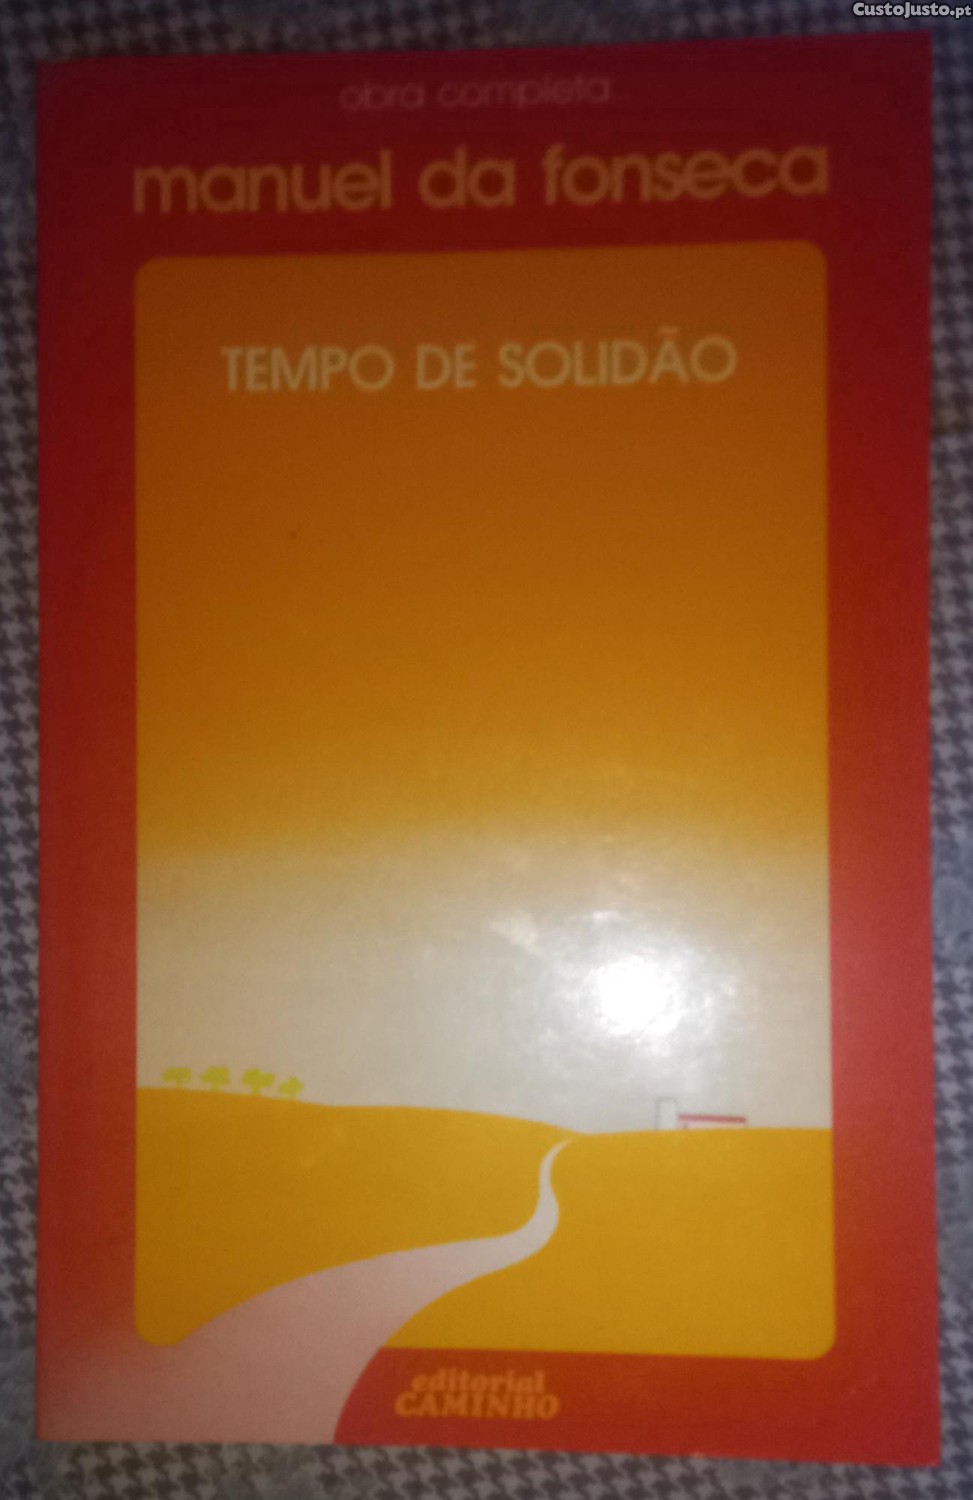 CustoJusto.pt
obra completa
manuel da fonseca
TEMPO DE SOLIDÃO
editorial
CAMINHO